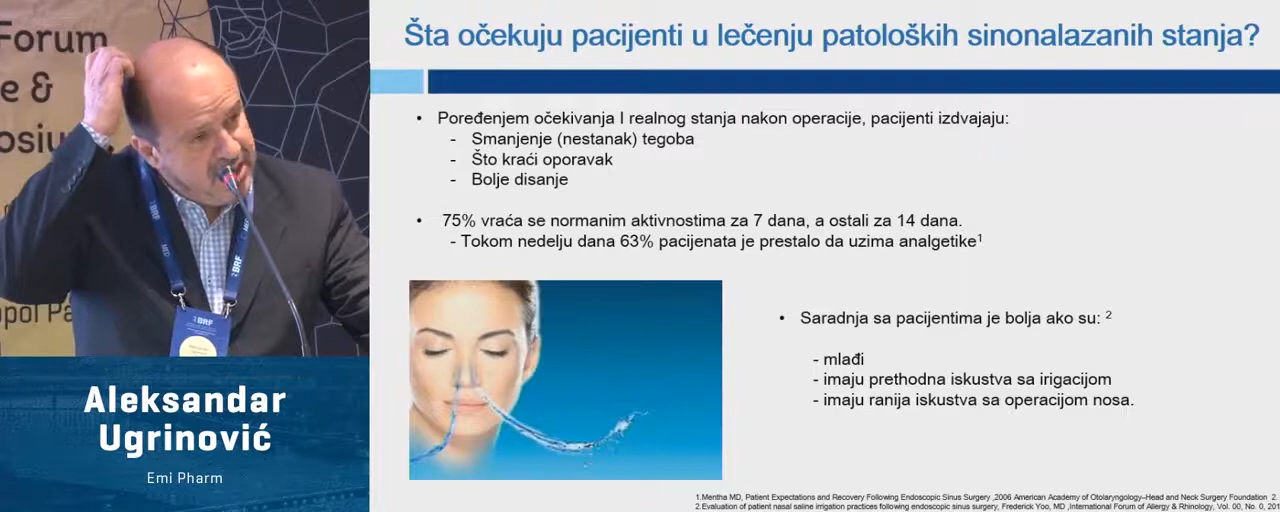 Forum
e &
osiu
opol Pa
BRF
MED
BRF
BRF
Aleksandar
Ugrinović
Emi Pharm
Šta očekuju pacijenti u lečenju patoloških sinonalazanih stanja?
• Poređenjem očekivanja I realnog stanja nakon operacije, pacijenti izdvajaju:
- Smanjenje (nestanak) tegoba
- Što kraći oporavak
- Bolje disanje
• 75% vraća se normanim aktivnostima za 7 dana, a ostali za 14 dana.
- Tokom nedelju dana 63% pacijenata je prestalo da uzima analgetike1
• Saradnja sa pacijentima je bolja ako su: 2
- mlađi
- imaju prethodna iskustva sa irigacijom
- imaju ranija iskustva sa operacijom nosa.
1.Mentha MD, Patient Expectations and Recovery Following Endoscopic Sinus Surgery ,2006 American Academy of Otolaryngology–Head and Neck Surgery Foundation 2.
2.Evaluation of patient nasal saline irrigation practices following endoscopic sinus surgery, Frederick Yoo, MD ,International Forum of Allergy & Rhinology, Vol. 00, No. 0, 201